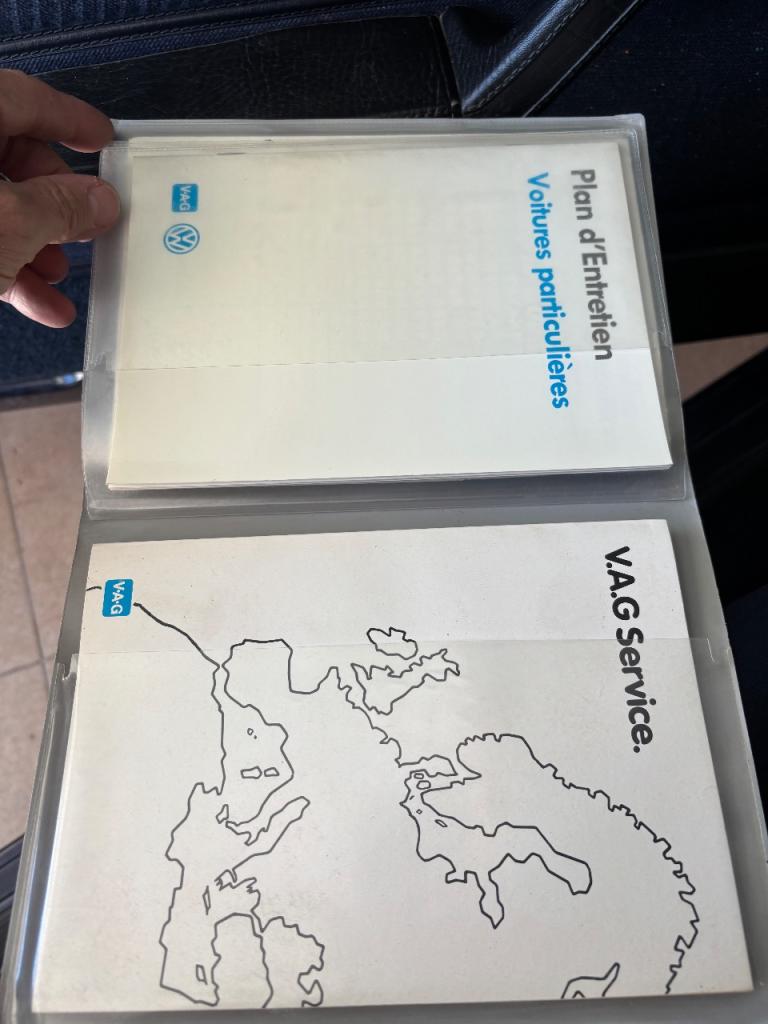 Plan d'Entretien
Voitures particulières
V·A·G
V.A.G Service.
V·A·G